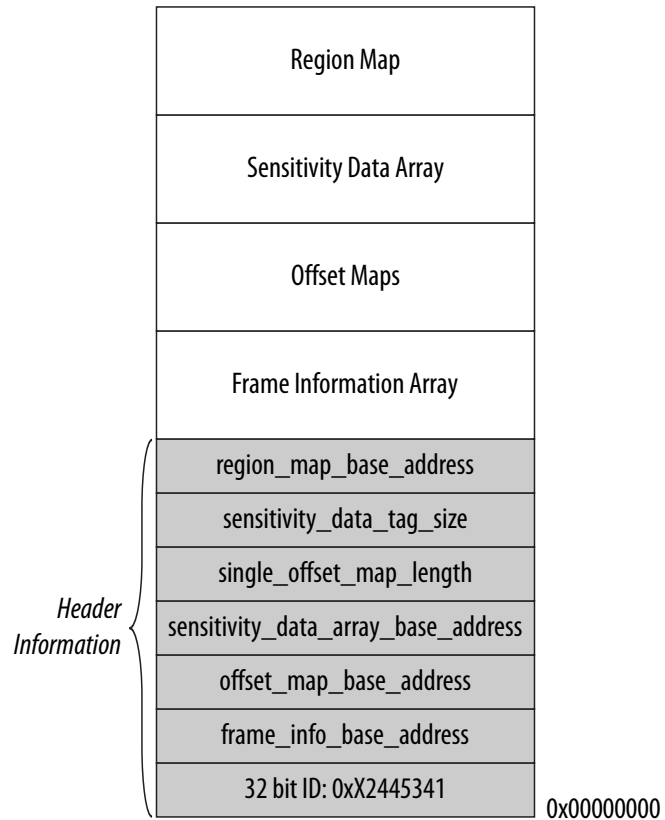 Region Map
Sensitivity Data Array
Offset Maps
Frame Information Array
region_map_base_address
sensitivity_data_tag_size
single_offset_map_length
Header
Information
sensitivity_data_array_base_address
offset_map_base_address
frame_info_base_address
32 bit ID: 0xX2445341
0x00000000